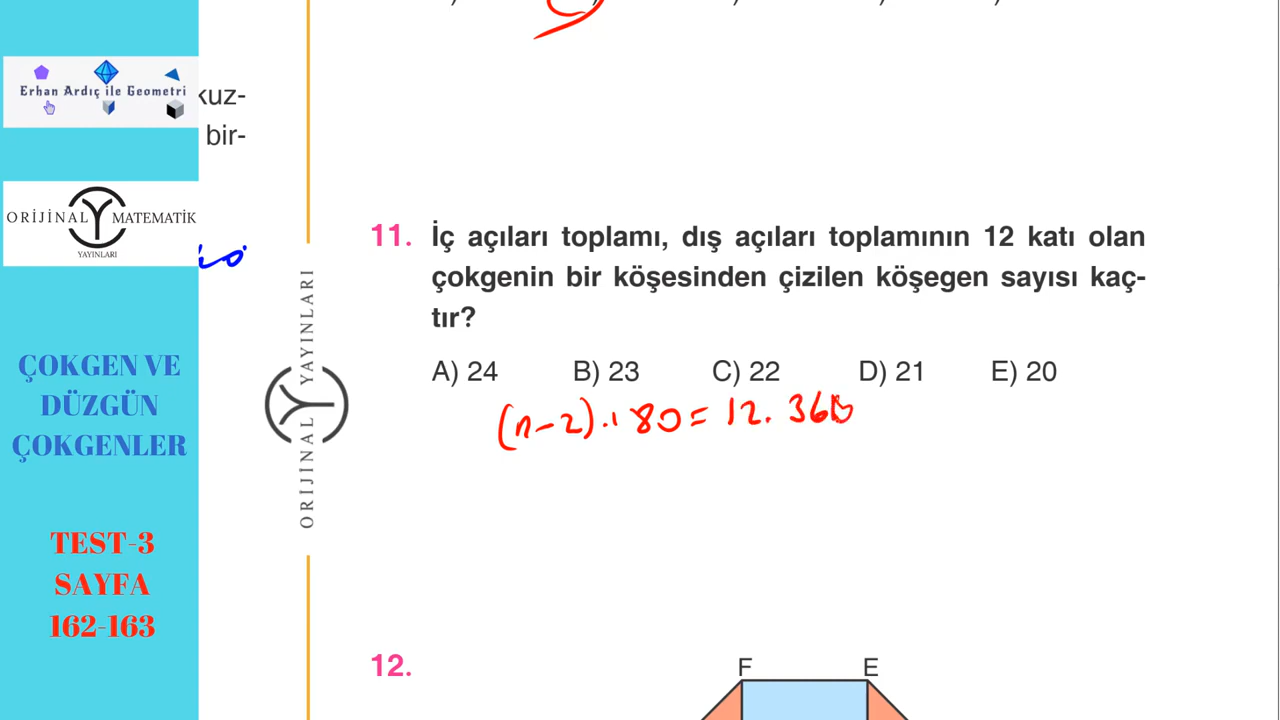 Erhan Ardıç ile Geometri
kuz-
bir-
ORİJİNAL MATEMATİK
YAYINLARI
ÇOKGEN VE
DÜZGÜN
ÇOKGENLER
TEST-3
SAYFA
162-163
ORİJİNAL YAYINLARI
11. İç açıları toplamı, dış açıları toplamının 12 katı olan
çokgenin bir köşesinden çizilen köşegen sayısı kaç-
tır?
A) 24 B) 23 C) 22 D) 21 E) 20
(n-2).180=12.360
12.
F E